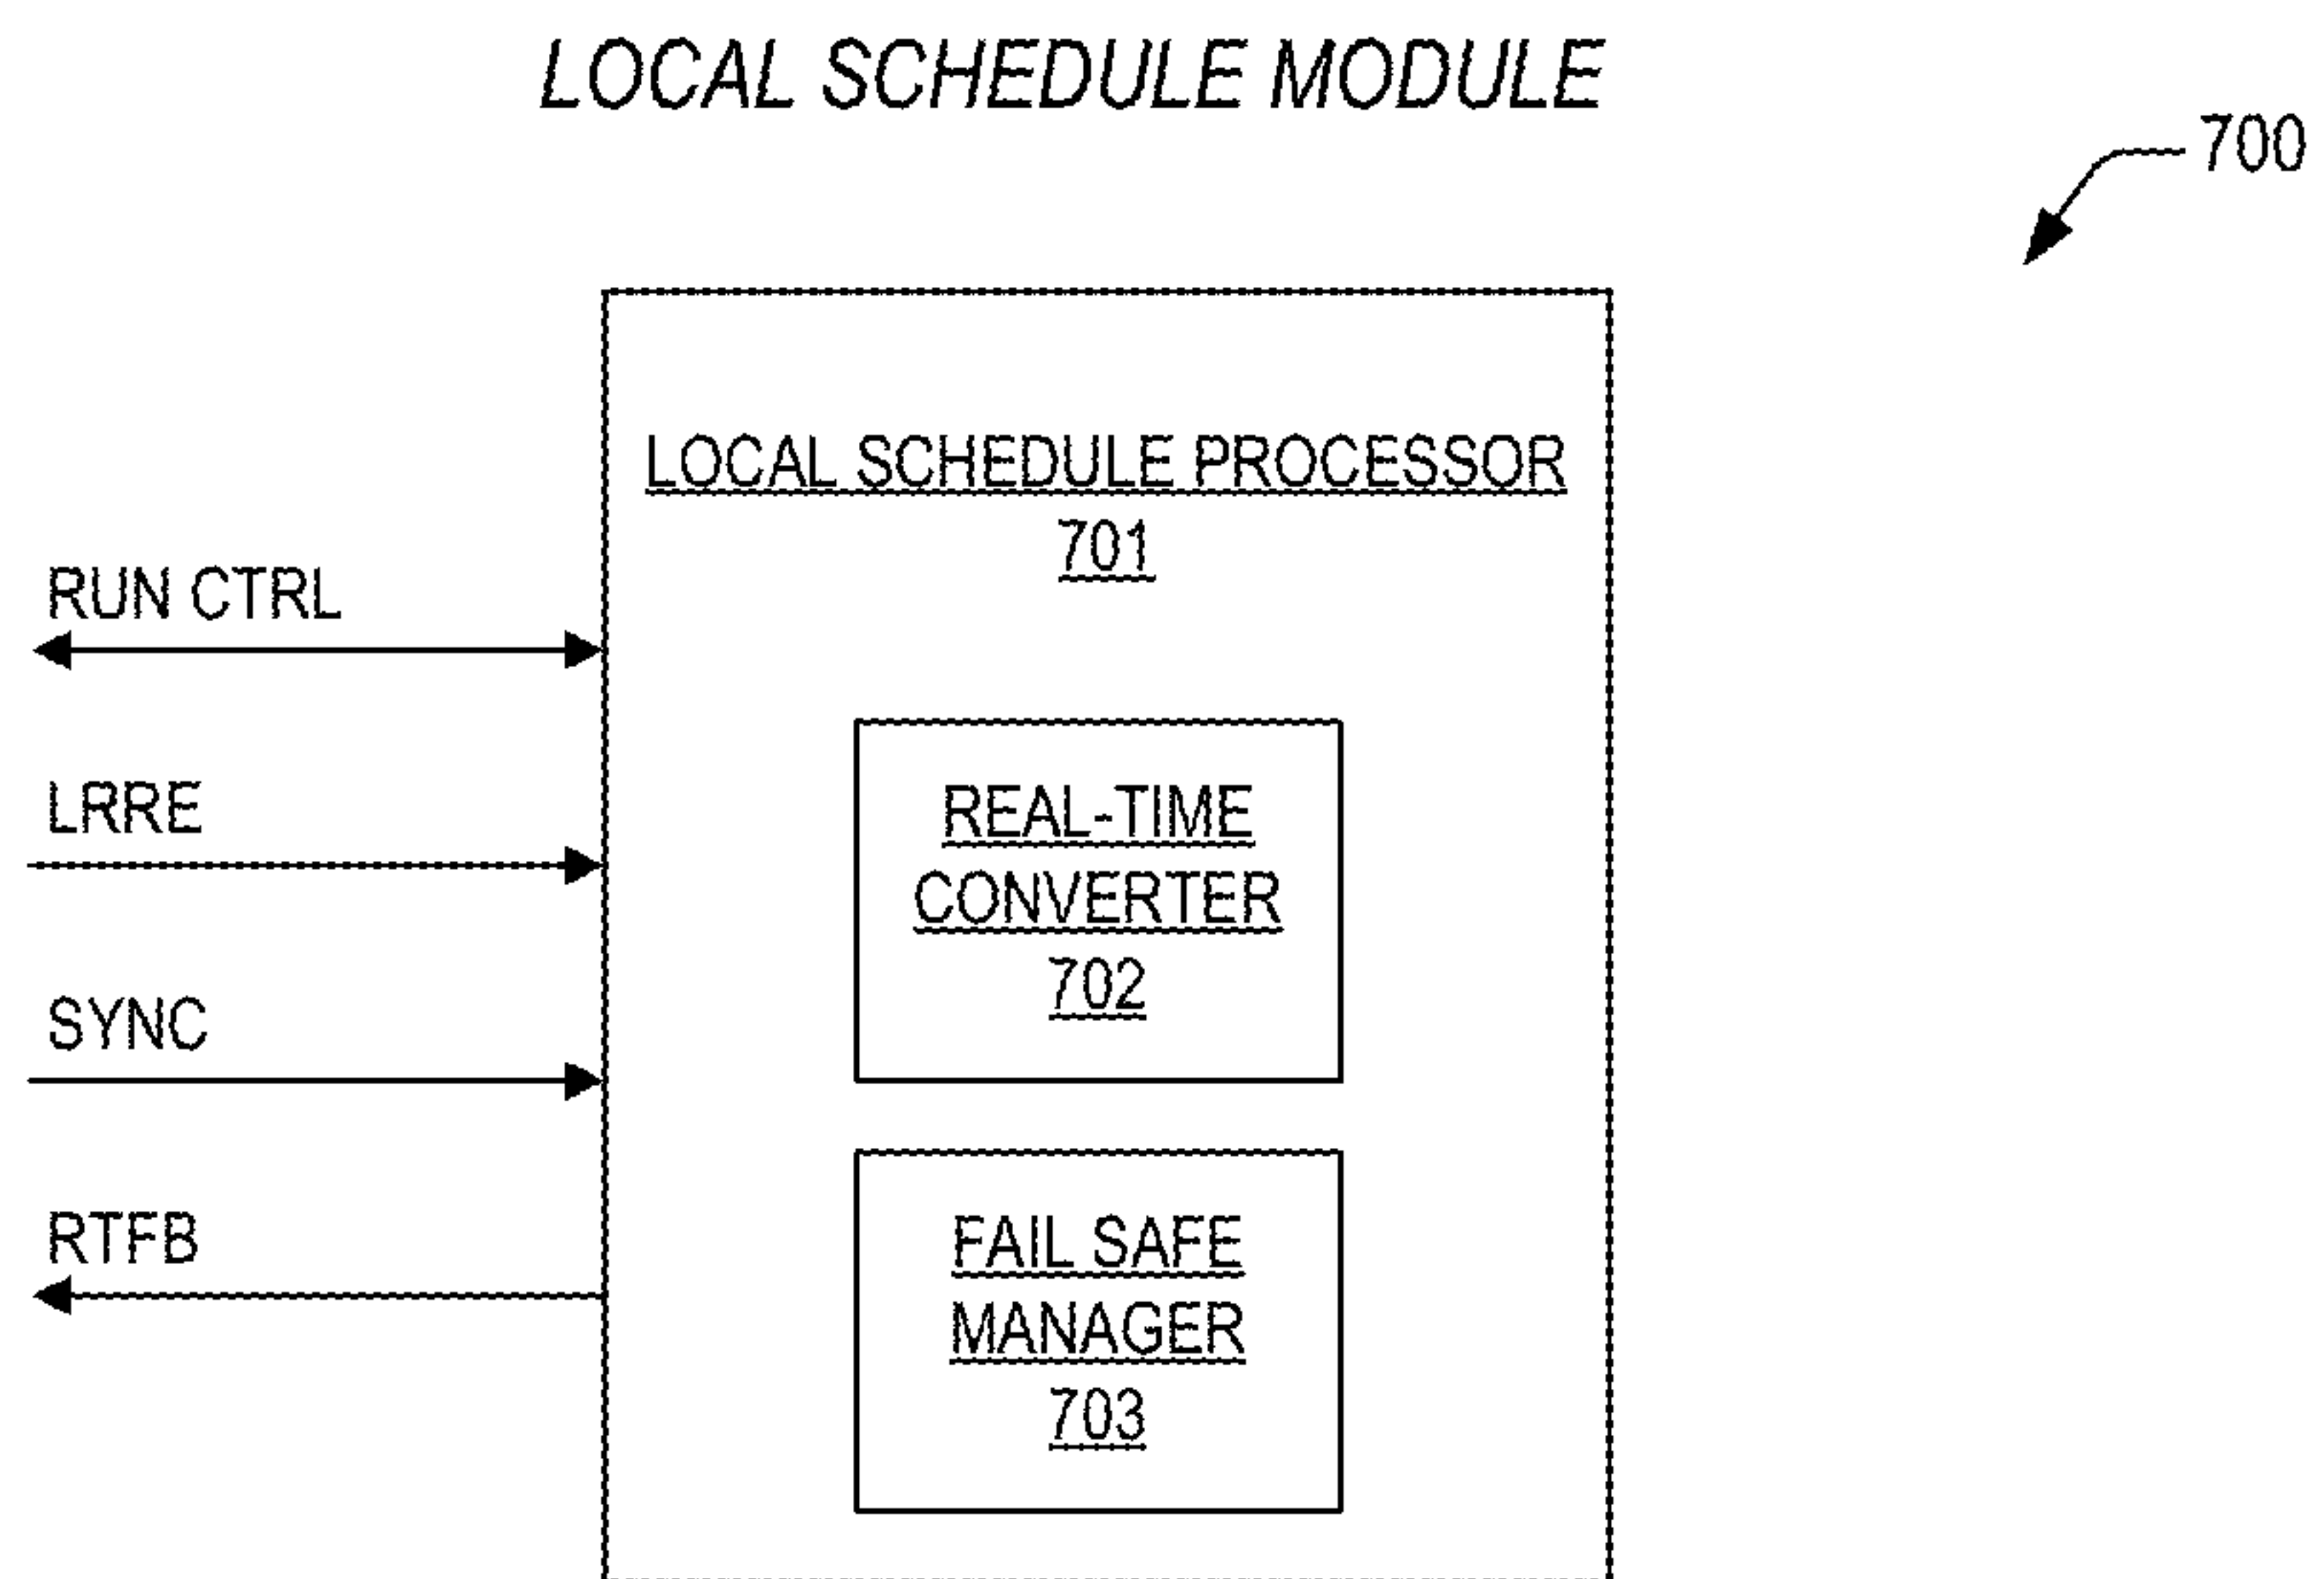 LOCAL SCHEDULE MODULE
700
LOCAL SCHEDULE PROCESSOR
701
RUN CTRL
LRRE
SYNC
RTFB
REAL-TIME
CONVERTER
702
FAIL SAFE
MANAGER
703